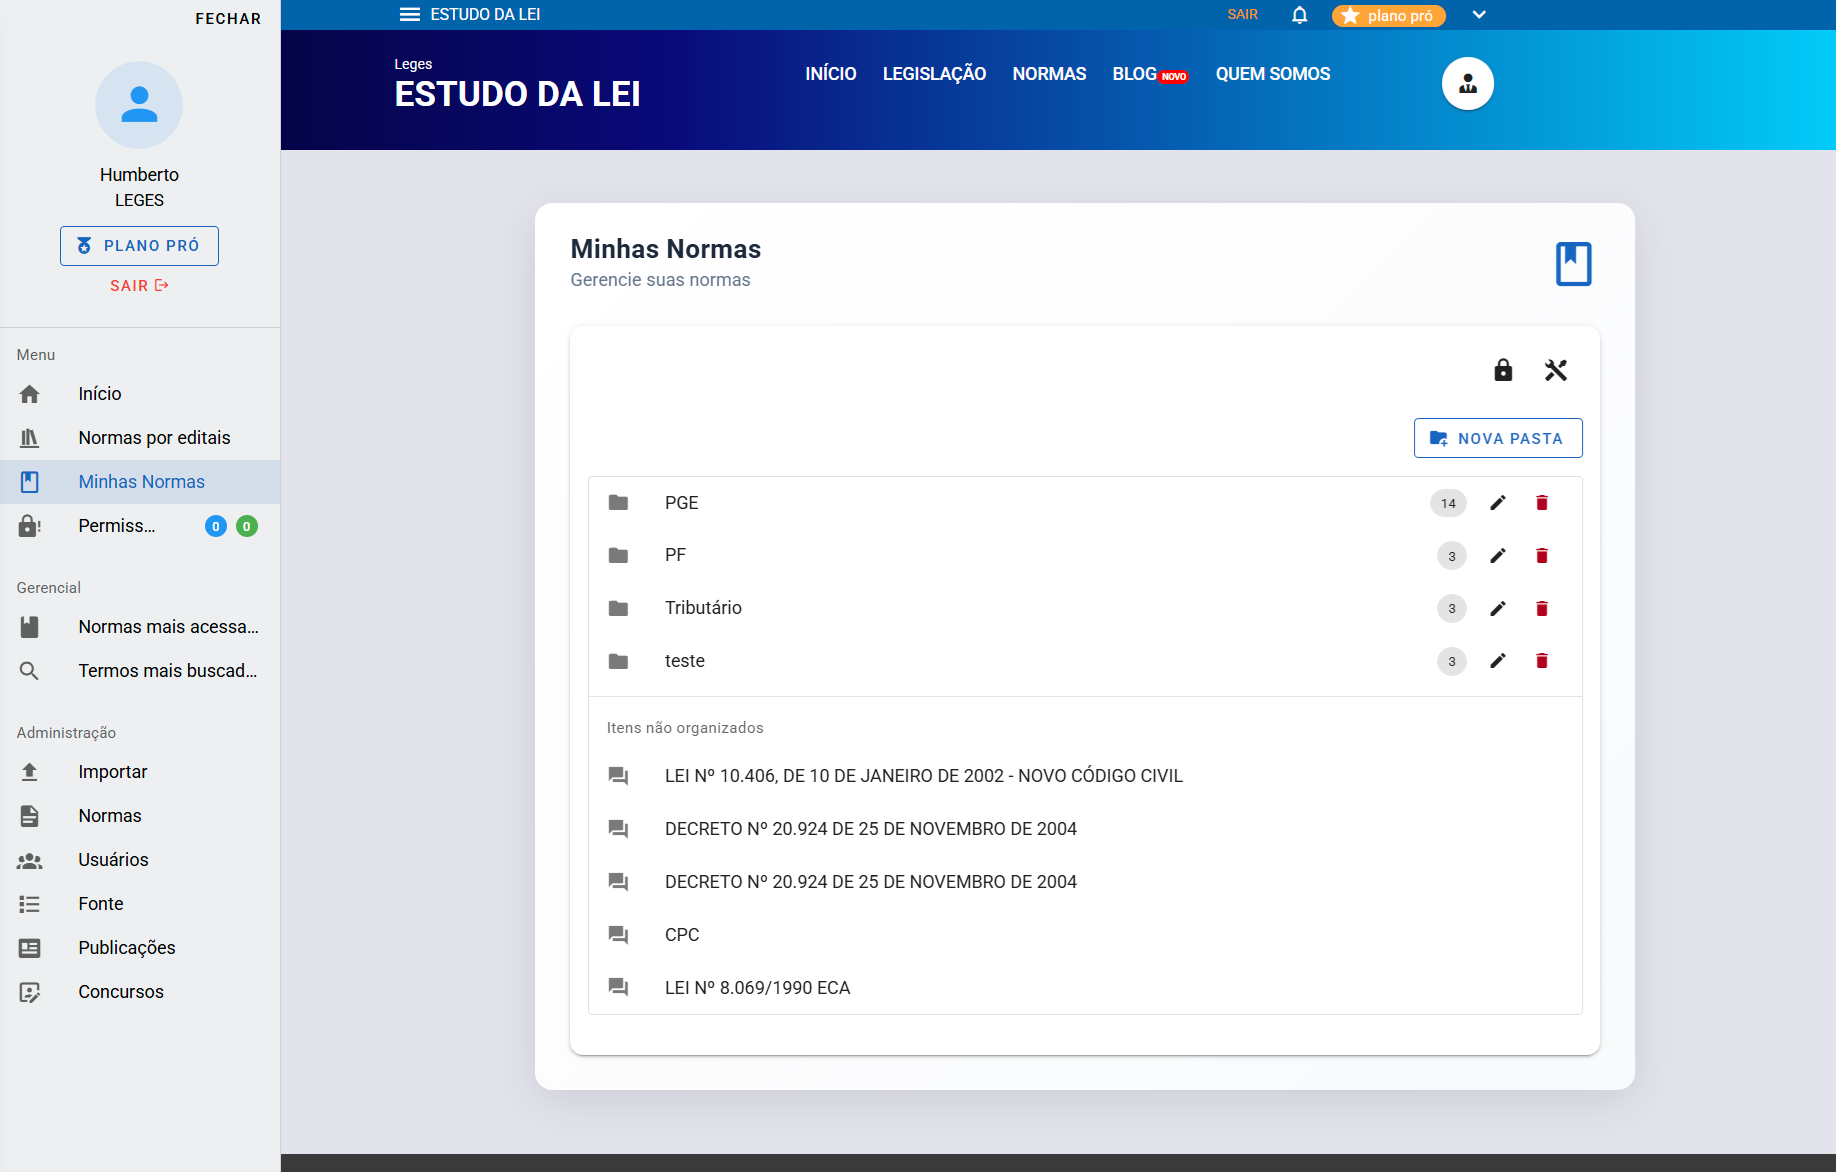 FECHAR
Humberto
LEGES
PLANO PRÓ
SAIR
Menu
Início
Normas por editais
Minhas Normas
Permiss... 0 0
Gerencial
Normas mais acessa...
Termos mais buscad...
Administração
Importar
Normas
Usuários
Fonte
Publicações
Concursos
ESTUDO DA LEI
SAIR
plano pró
Leges
ESTUDO DA LEI
INÍCIO LEGISLAÇÃO NORMAS BLOG NOVO QUEM SOMOS
Minhas Normas
Gerencie suas normas
NOVA PASTA
PGE 14
PF 3
Tributário 3
teste 3
Itens não organizados
LEI Nº 10.406, DE 10 DE JANEIRO DE 2002 - NOVO CÓDIGO CIVIL
DECRETO Nº 20.924 DE 25 DE NOVEMBRO DE 2004
DECRETO Nº 20.924 DE 25 DE NOVEMBRO DE 2004
CPC
LEI Nº 8.069/1990 ECA